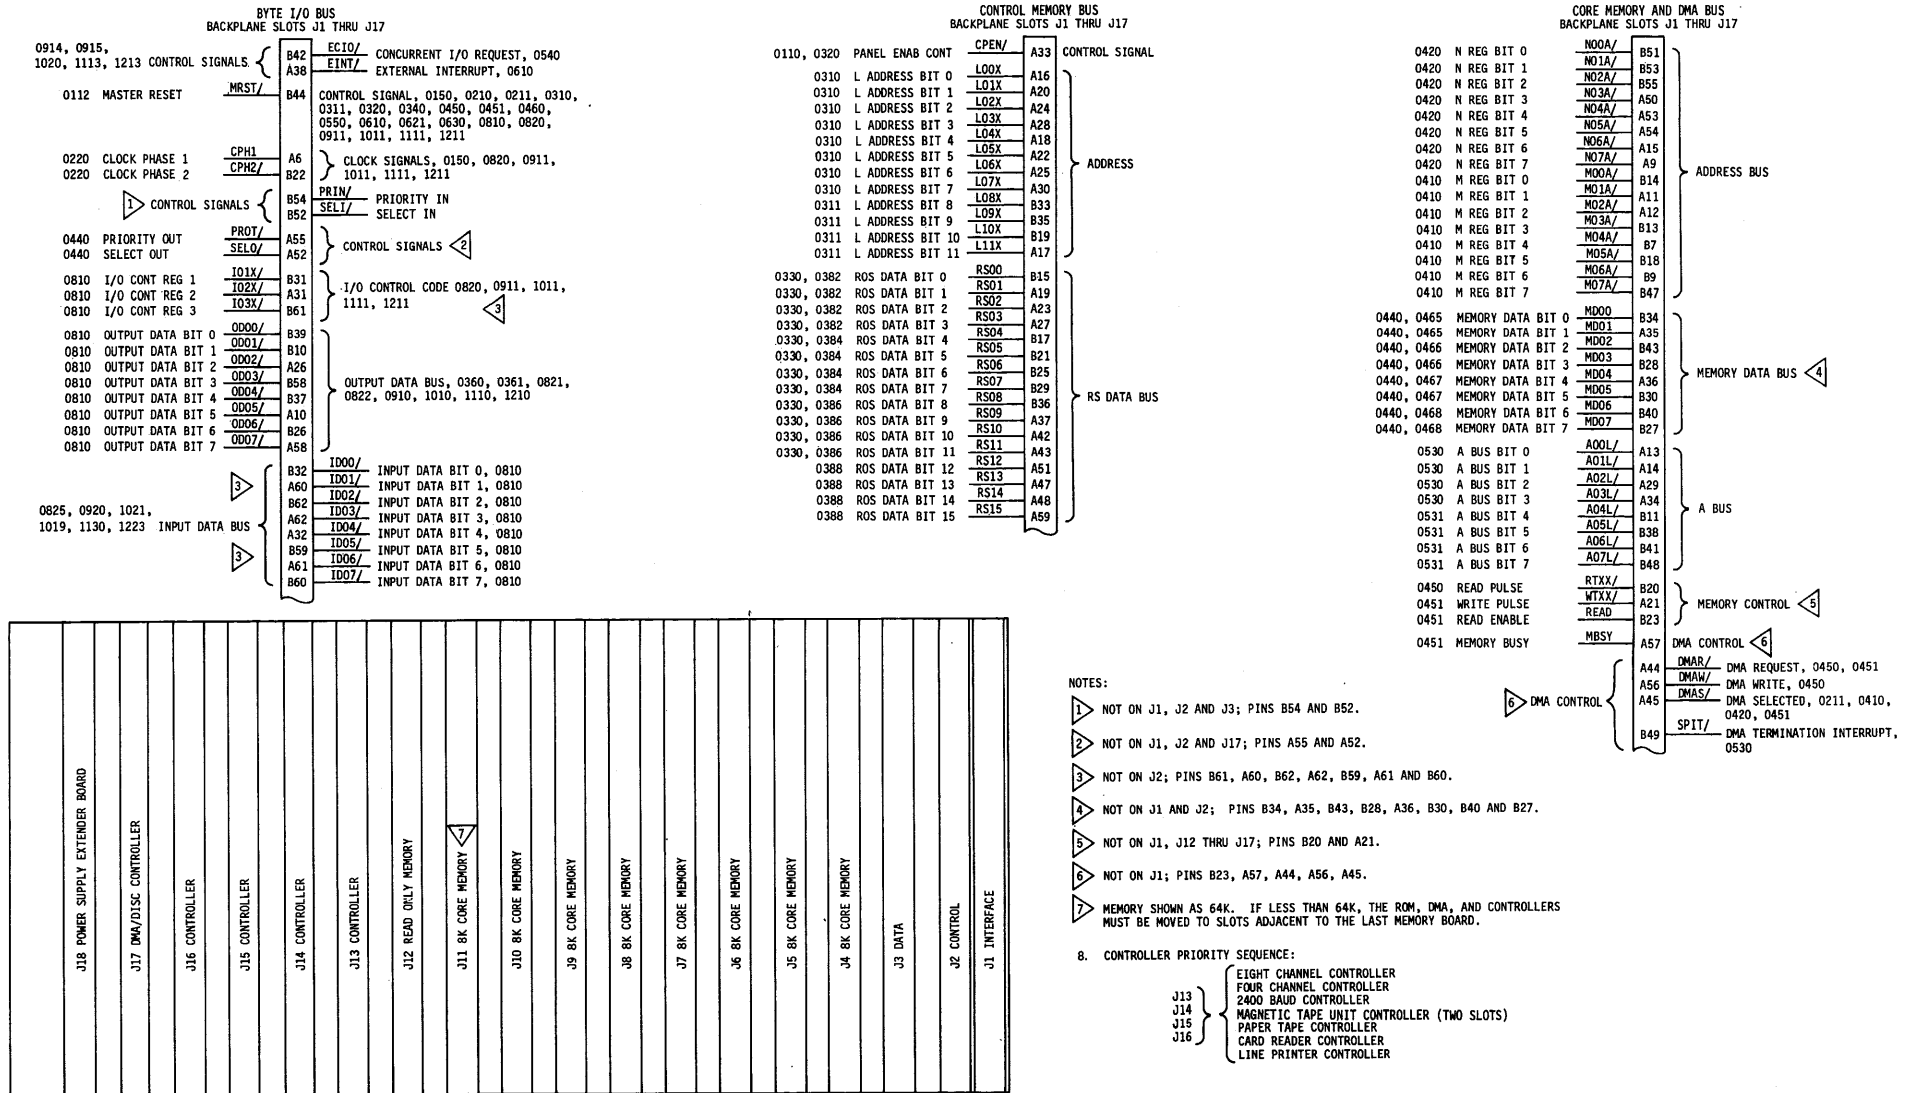 BYTE I/O BUS
BACKPLANE SLOTS J1 THRU J17
0914, 0915,
1020, 1113, 1213 CONTROL SIGNALS
B42 ECIO/ CONCURRENT I/O REQUEST, 0540
A38 EINT/ EXTERNAL INTERRUPT, 0610
0112 MASTER RESET MRST/ B44 CONTROL SIGNAL, 0150, 0210, 0211, 0310,
0311, 0320, 0340, 0450, 0451, 0460,
0550, 0610, 0621, 0630, 0810, 0820,
0911, 1011, 1111, 1211
0220 CLOCK PHASE 1 CPH1 A6
0220 CLOCK PHASE 2 CPH2/ B22
CLOCK SIGNALS, 0150, 0820, 0911,
1011, 1111, 1211
1 CONTROL SIGNALS
B54 PRIN/ PRIORITY IN
B52 SELI/ SELECT IN
0440 PRIORITY OUT PROT/ A55
0440 SELECT OUT SELO/ A52
CONTROL SIGNALS 2
0810 I/O CONT REG 1 IO1X/ B31
0810 I/O CONT REG 2 IO2X/ A31
0810 I/O CONT REG 3 IO3X/ B61
I/O CONTROL CODE 0820, 0911, 1011,
1111, 1211 3
0810 OUTPUT DATA BIT 0 OD00/ B39
0810 OUTPUT DATA BIT 1 OD01/ B10
0810 OUTPUT DATA BIT 2 OD02/ A26
0810 OUTPUT DATA BIT 3 OD03/ B58
0810 OUTPUT DATA BIT 4 OD04/ B37
0810 OUTPUT DATA BIT 5 OD05/ A10
0810 OUTPUT DATA BIT 6 OD06/ B26
0810 OUTPUT DATA BIT 7 OD07/ A58
OUTPUT DATA BUS, 0360, 0361, 0821,
0822, 0910, 1010, 1110, 1210
3
0825, 0920, 1021,
1019, 1130, 1223 INPUT DATA BUS
3
B32 ID00/ INPUT DATA BIT 0, 0810
A60 ID01/ INPUT DATA BIT 1, 0810
B62 ID02/ INPUT DATA BIT 2, 0810
A62 ID03/ INPUT DATA BIT 3, 0810
A32 ID04/ INPUT DATA BIT 4, 0810
B59 ID05/ INPUT DATA BIT 5, 0810
A61 ID06/ INPUT DATA BIT 6, 0810
B60 ID07/ INPUT DATA BIT 7, 0810
CONTROL MEMORY BUS
BACKPLANE SLOTS J1 THRU J17
0110, 0320 PANEL ENAB CONT CPEN/ A33 CONTROL SIGNAL
0310 L ADDRESS BIT 0 L00X A16
0310 L ADDRESS BIT 1 L01X A20
0310 L ADDRESS BIT 2 L02X A24
0310 L ADDRESS BIT 3 L03X A28
0310 L ADDRESS BIT 4 L04X A18
0310 L ADDRESS BIT 5 L05X A22
0310 L ADDRESS BIT 6 L06X A25
0310 L ADDRESS BIT 7 L07X A30
0311 L ADDRESS BIT 8 L08X B33
0311 L ADDRESS BIT 9 L09X B35
0311 L ADDRESS BIT 10 L10X B19
0311 L ADDRESS BIT 11 L11X A17
ADDRESS
0330, 0382 ROS DATA BIT 0 RS00 B15
0330, 0382 ROS DATA BIT 1 RS01 A19
0330, 0382 ROS DATA BIT 2 RS02 A23
0330, 0382 ROS DATA BIT 3 RS03 A27
0330, 0384 ROS DATA BIT 4 RS04 B17
0330, 0384 ROS DATA BIT 5 RS05 B21
0330, 0384 ROS DATA BIT 6 RS06 B25
0330, 0384 ROS DATA BIT 7 RS07 B29
0330, 0386 ROS DATA BIT 8 RS08 B36
0330, 0386 ROS DATA BIT 9 RS09 A37
0330, 0386 ROS DATA BIT 10 RS10 A42
0330, 0386 ROS DATA BIT 11 RS11 A43
0388 ROS DATA BIT 12 RS12 A51
0388 ROS DATA BIT 13 RS13 A47
0388 ROS DATA BIT 14 RS14 A48
0388 ROS DATA BIT 15 RS15 A59
RS DATA BUS
CORE MEMORY AND DMA BUS
BACKPLANE SLOTS J1 THRU J17
0420 N REG BIT 0 N00A/ B51
0420 N REG BIT 1 N01A/ B53
0420 N REG BIT 2 N02A/ B55
0420 N REG BIT 3 N03A/ A50
0420 N REG BIT 4 N04A/ A53
0420 N REG BIT 5 N05A/ A54
0420 N REG BIT 6 N06A/ A15
0420 N REG BIT 7 N07A/ A9
0410 M REG BIT 0 M00A/ B14
0410 M REG BIT 1 M01A/ A11
0410 M REG BIT 2 M02A/ A12
0410 M REG BIT 3 M03A/ B13
0410 M REG BIT 4 M04A/ B7
0410 M REG BIT 5 M05A/ B18
0410 M REG BIT 6 M06A/ B9
0410 M REG BIT 7 M07A/ B47
ADDRESS BUS
0440, 0465 MEMORY DATA BIT 0 MD00 B34
0440, 0465 MEMORY DATA BIT 1 MD01 A35
0440, 0466 MEMORY DATA BIT 2 MD02 B43
0440, 0466 MEMORY DATA BIT 3 MD03 B28
0440, 0467 MEMORY DATA BIT 4 MD04 A36
0440, 0467 MEMORY DATA BIT 5 MD05 B30
0440, 0468 MEMORY DATA BIT 6 MD06 B40
0440, 0468 MEMORY DATA BIT 7 MD07 B27
MEMORY DATA BUS 4
0530 A BUS BIT 0 A00L/ A13
0530 A BUS BIT 1 A01L/ A14
0530 A BUS BIT 2 A02L/ A29
0530 A BUS BIT 3 A03L/ A34
0531 A BUS BIT 4 A04L/ B11
0531 A BUS BIT 5 A05L/ B38
0531 A BUS BIT 6 A06L/ B41
0531 A BUS BIT 7 A07L/ B48
A BUS
0450 READ PULSE RTXX/ B20
0451 WRITE PULSE WTXX/ A21
0451 READ ENABLE READ B23
MEMORY CONTROL 5
0451 MEMORY BUSY MBSY A57 DMA CONTROL 6
6 DMA CONTROL
A44 DMAR/ DMA REQUEST, 0450, 0451
A56 DMAW/ DMA WRITE, 0450
A45 DMAS/ DMA SELECTED, 0211, 0410,
0420, 0451
B49 SPIT/ DMA TERMINATION INTERRUPT,
0530
J18 POWER SUPPLY EXTENDER BOARD
J17 DMA/DISC CONTROLLER
J16 CONTROLLER
J15 CONTROLLER
J14 CONTROLLER
J13 CONTROLLER
J12 READ ONLY MEMORY
J11 8K CORE MEMORY 7
J10 8K CORE MEMORY
J9 8K CORE MEMORY
J8 8K CORE MEMORY
J7 8K CORE MEMORY
J6 8K CORE MEMORY
J5 8K CORE MEMORY
J4 8K CORE MEMORY
J3 DATA
J2 CONTROL
J1 INTERFACE
NOTES:
1 NOT ON J1, J2 AND J3; PINS B54 AND B52.
2 NOT ON J1, J2 AND J17; PINS A55 AND A52.
3 NOT ON J2; PINS B61, A60, B62, A62, B59, A61 AND B60.
4 NOT ON J1 AND J2; PINS B34, A35, B43, B28, A36, B30, B40 AND B27.
5 NOT ON J1, J12 THRU J17; PINS B20 AND A21.
6 NOT ON J1; PINS B23, A57, A44, A56, A45.
7 MEMORY SHOWN AS 64K. IF LESS THAN 64K, THE ROM, DMA, AND CONTROLLERS
MUST BE MOVED TO SLOTS ADJACENT TO THE LAST MEMORY BOARD.
8. CONTROLLER PRIORITY SEQUENCE:
J13
J14
J15
J16
EIGHT CHANNEL CONTROLLER
FOUR CHANNEL CONTROLLER
2400 BAUD CONTROLLER
MAGNETIC TAPE UNIT CONTROLLER (TWO SLOTS)
PAPER TAPE CONTROLLER
CARD READER CONTROLLER
LINE PRINTER CONTROLLER